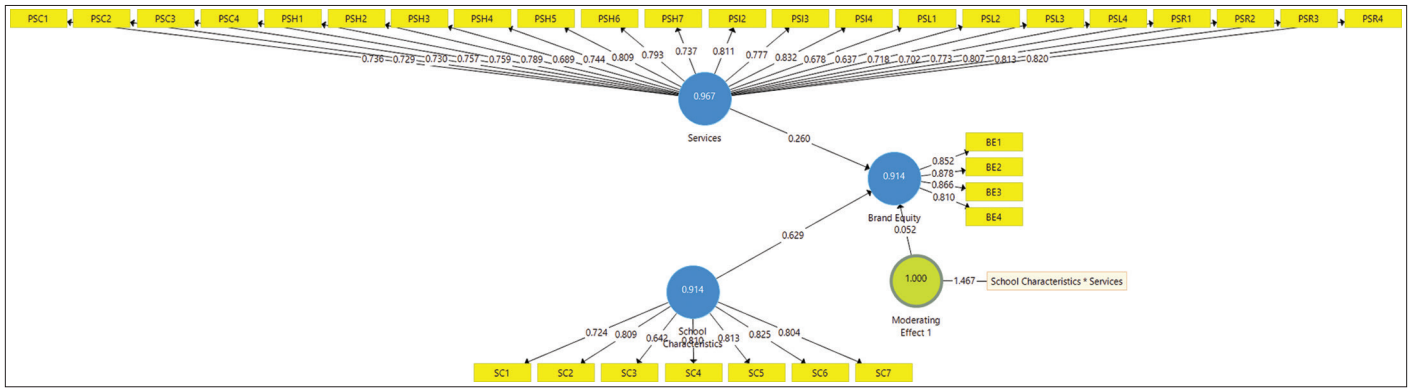 PSC1 PSC2 PSC3 PSC4 PSH1 PSH2 PSH3 PSH4 PSH5 PSH6 PSH7 PSI2 PSI3 PSI4 PSL1 PSL2 PSL3 PSL4 PSR1 PSR2 PSR3 PSR4
0.736 0.729 0.730 0.757 0.759 0.789 0.689 0.744 0.809 0.793 0.737 0.811 0.777 0.832 0.678 0.637 0.718 0.702 0.773 0.807 0.813 0.820
0.967
Services
0.260
BE1
0.852
BE2
0.878
0.914
0.866
BE3
0.810
BE4
Brand Equity
0.052
0.629
1.000
1.467
School Characteristics * Services
0.914
Moderating
Effect 1
School
Characteristics
0.724 0.809 0.642 0.810 0.813 0.825 0.804
SC1 SC2 SC3 SC4 SC5 SC6 SC7